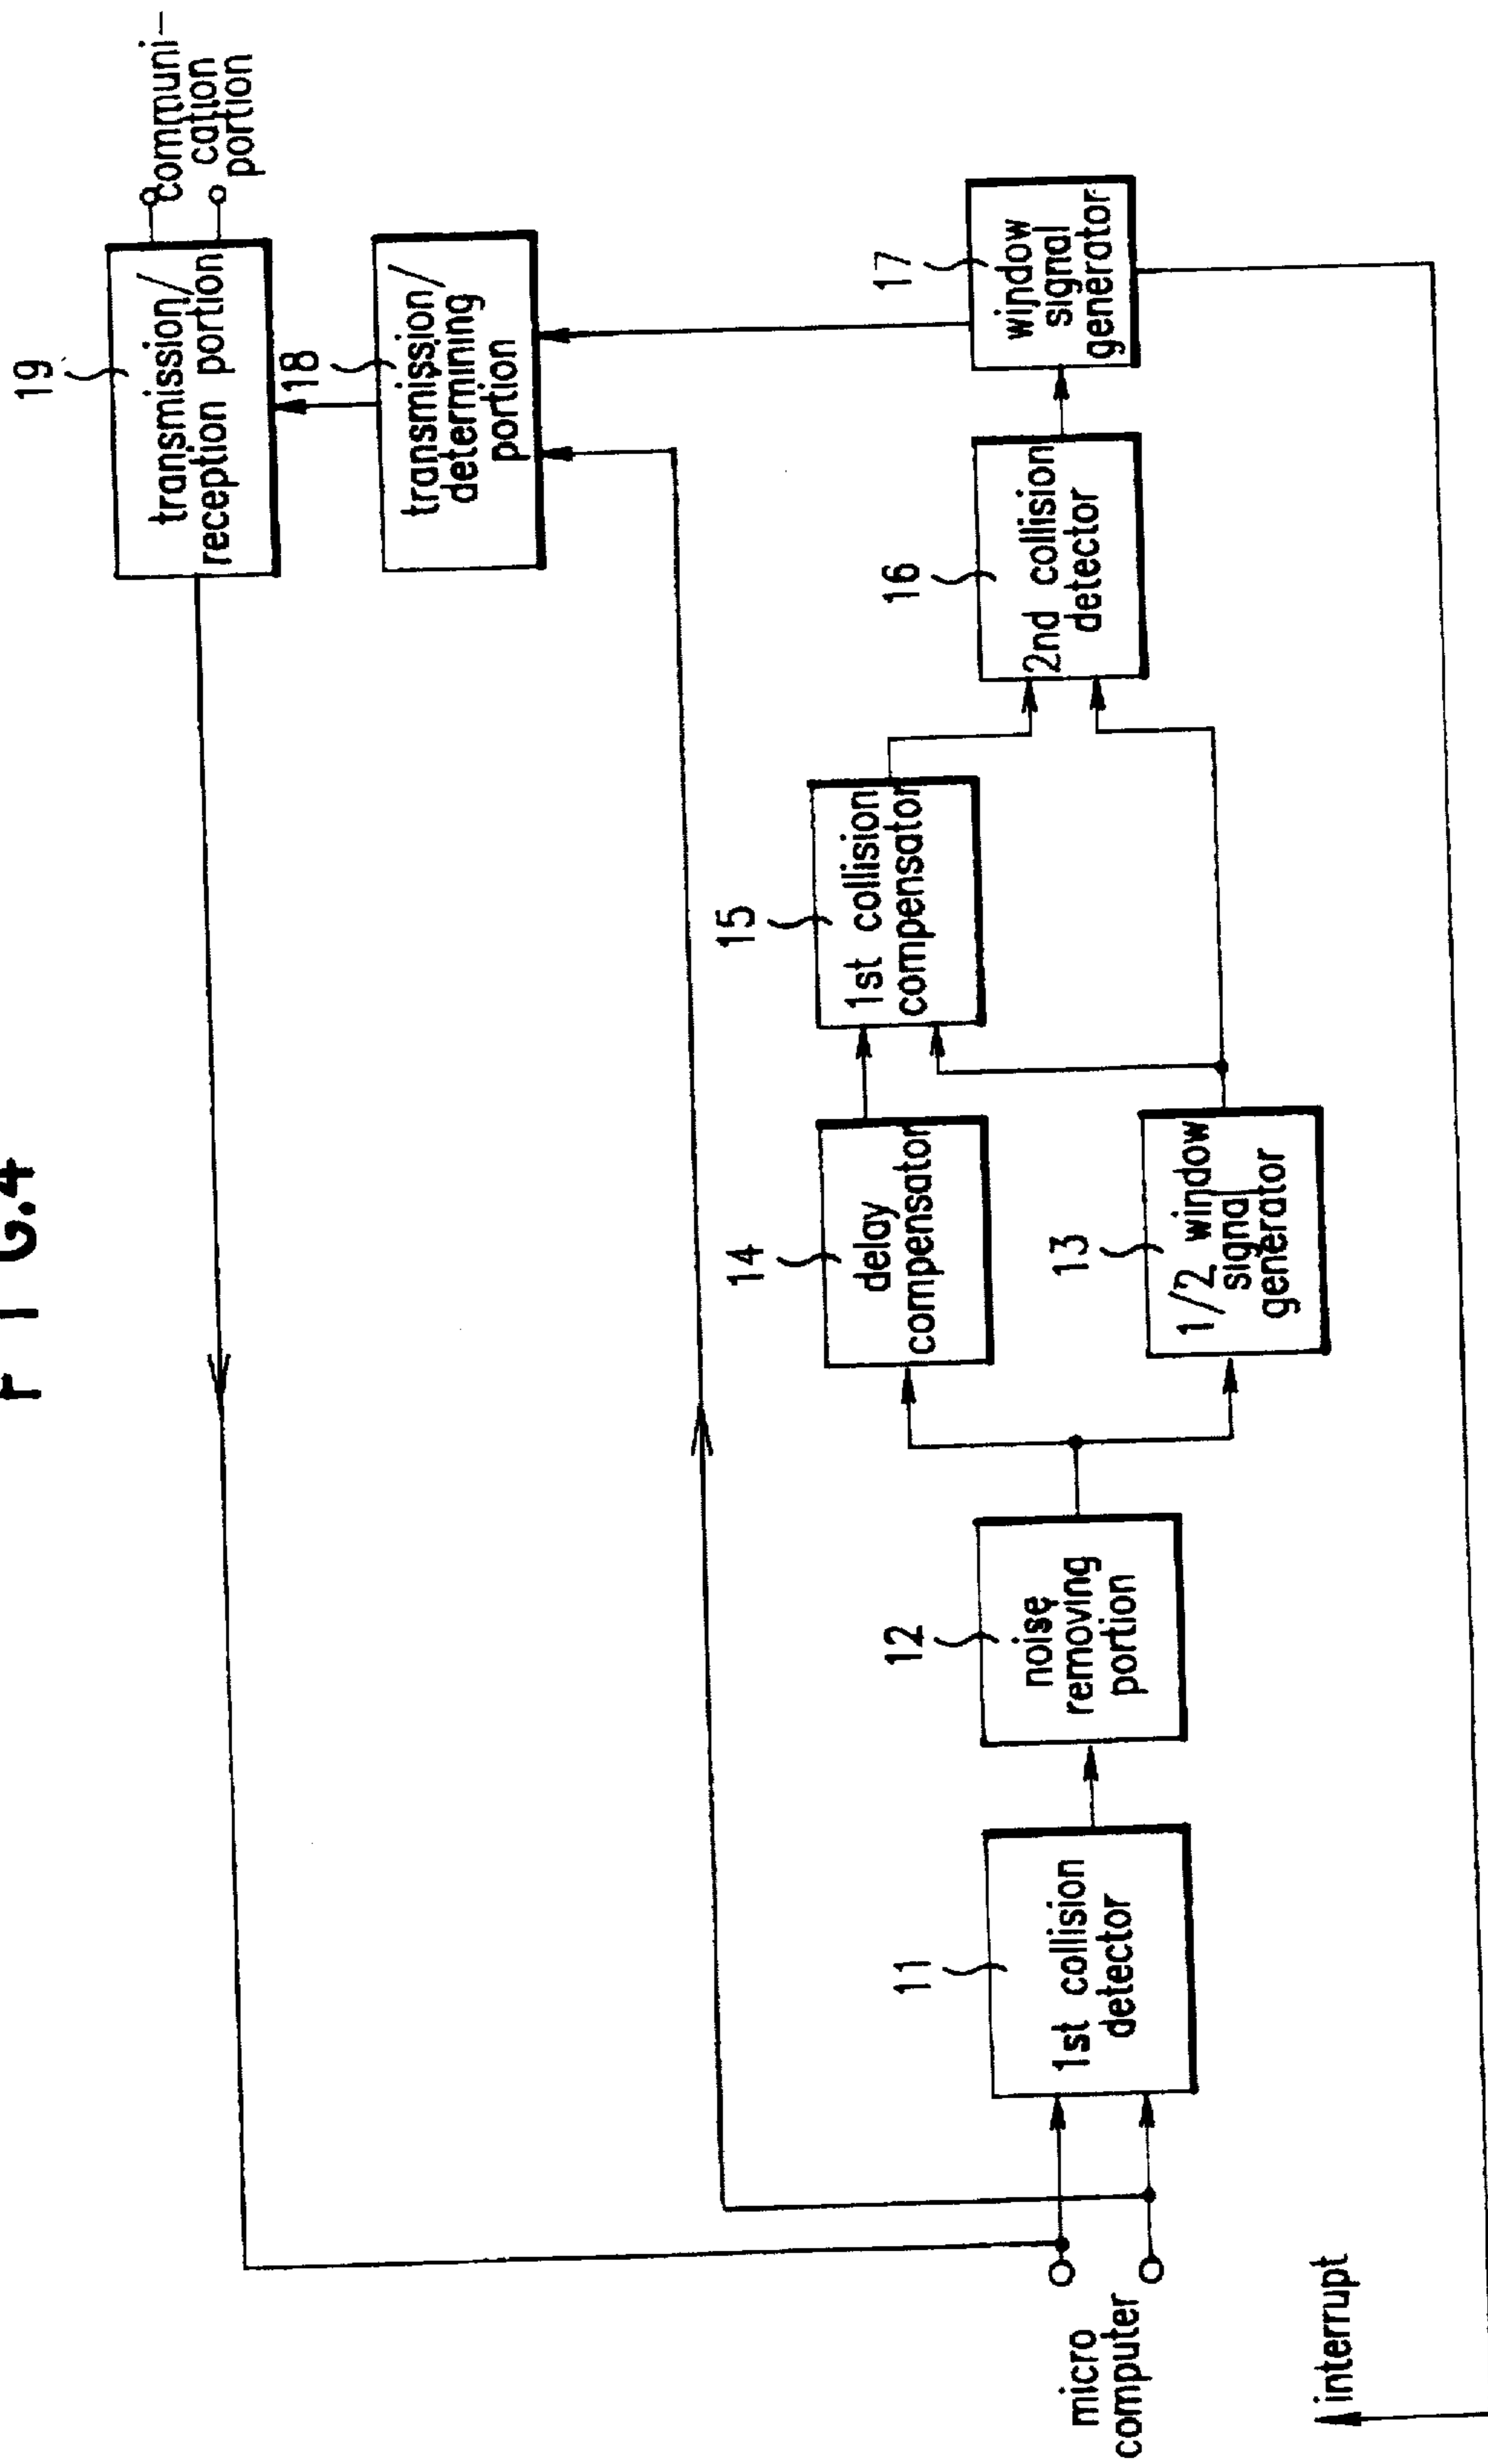 FIG.4
19
transmission/
reception portion
communi-
cation
portion
18
transmission/
determining
portion
17
window
signal
generator
16
2nd collision
detector
15
1st collision
compensator
14
delay
compensator
13
1/2 window
signal
generator
12
noise
removing
portion
11
1st collision
detector
micro
computer
interrupt